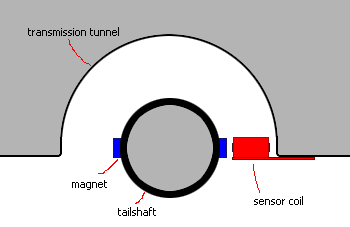 transmission tunnel
magnet
tailshaft
sensor coil